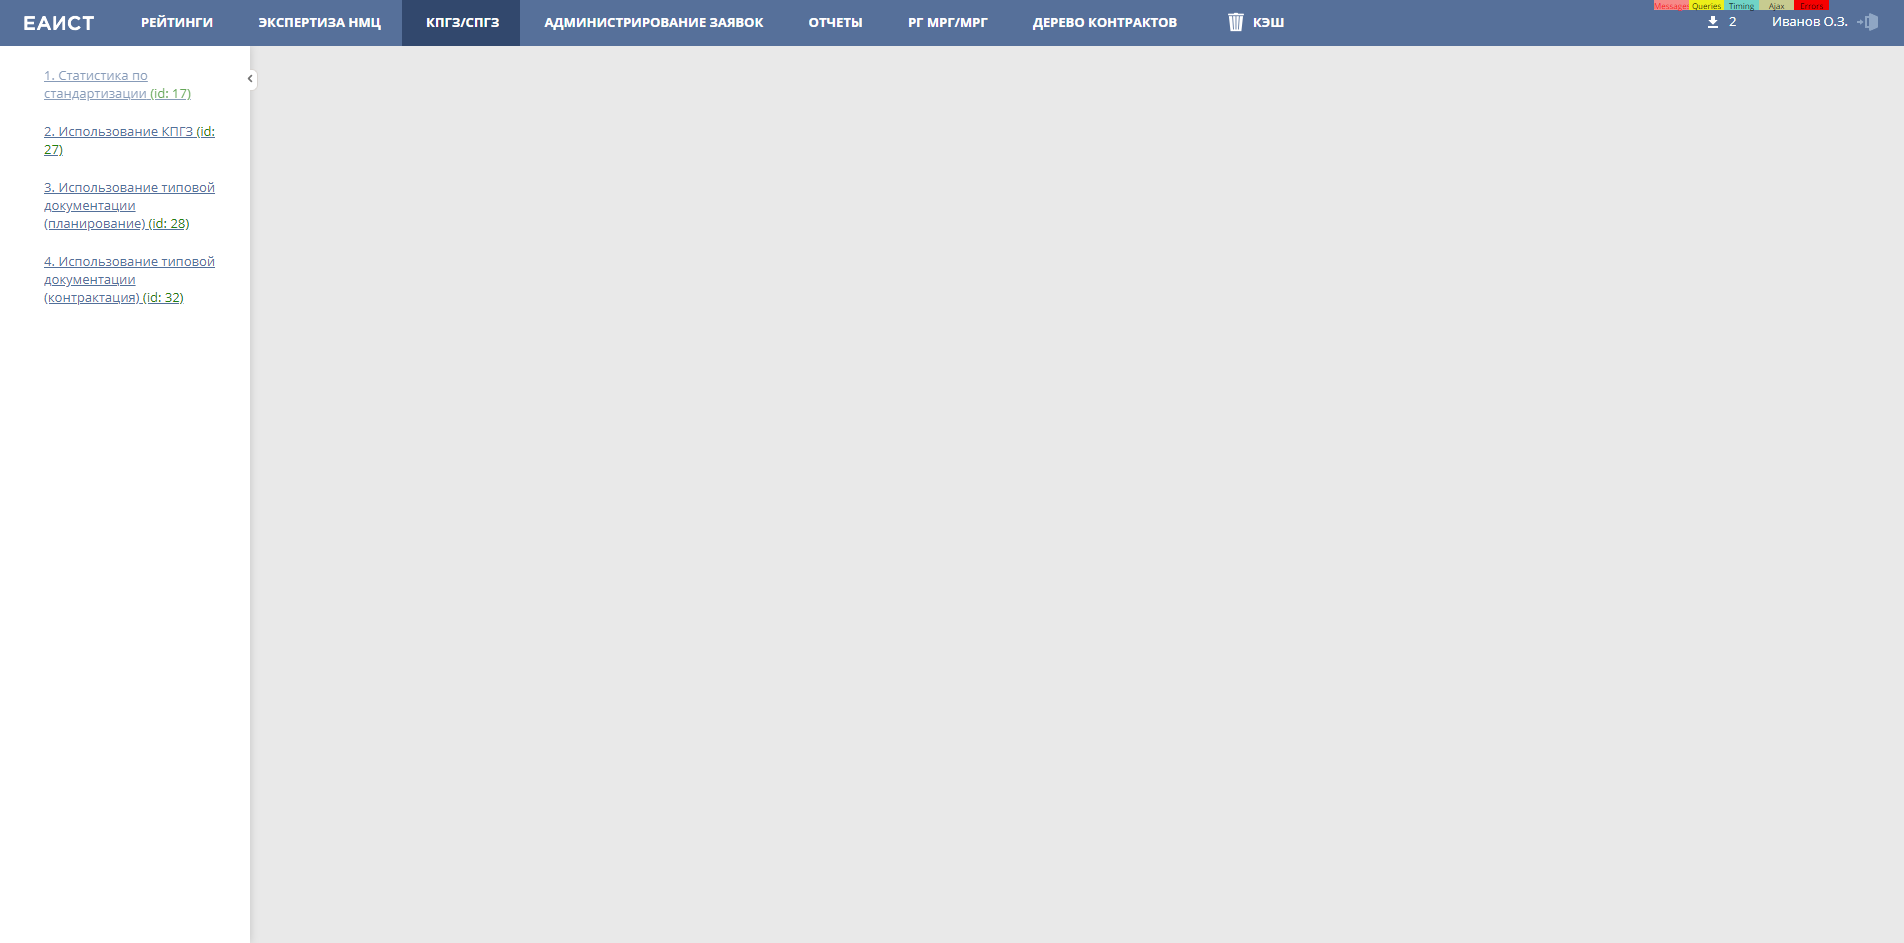 ЕАИСТ РЕЙТИНГИ ЭКСПЕРТИЗА НМЦ КПГЗ/СПГЗ АДМИНИСТРИРОВАНИЕ ЗАЯВОК ОТЧЕТЫ РГ МРГ/МРГ ДЕРЕВО КОНТРАКТОВ КЭШ
Message Queries Timing Ajax Errors
2 Иванов О.З.
1. Статистика по
стандартизации (id: 17)
2. Использование КПГЗ (id:
27)
3. Использование типовой
документации
(планирование) (id: 28)
4. Использование типовой
документации
(контрактация) (id: 32)